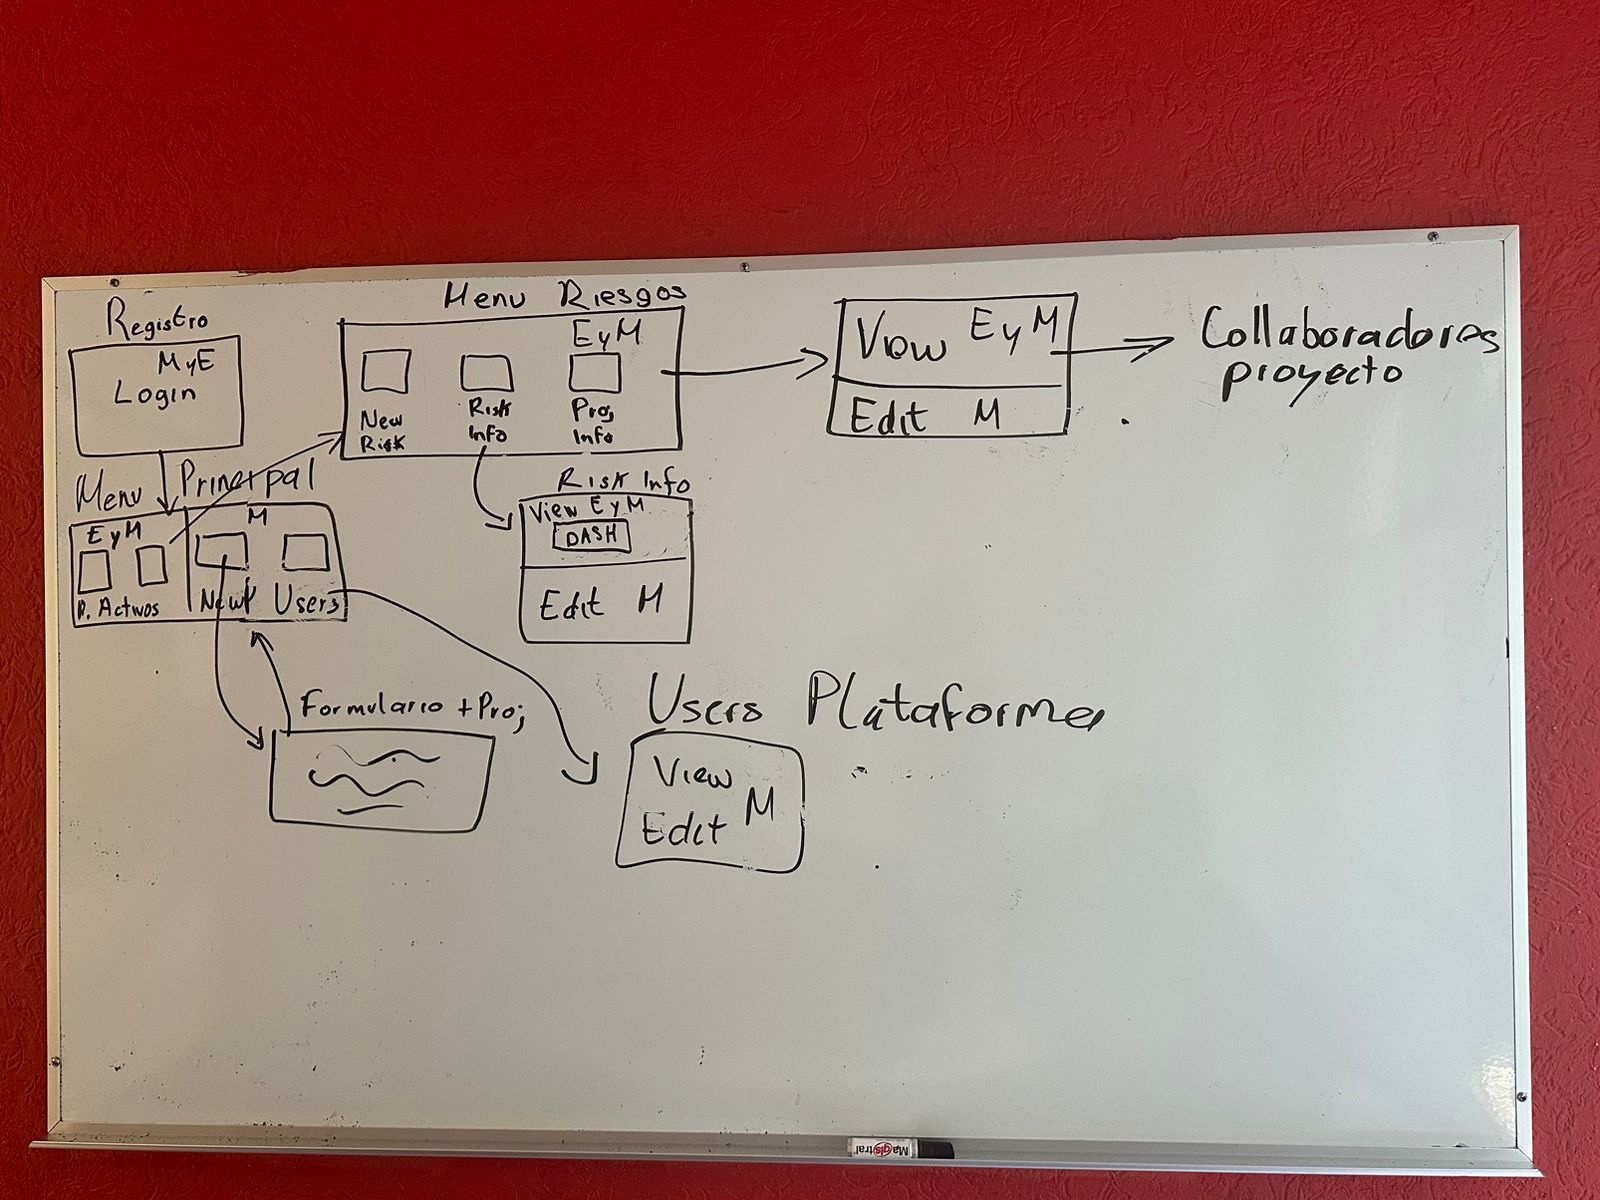 Registro
MyE
Login
Menu Principal
EyM
P. Activos
M
NewP Users
Menu Riesgos
EyM
New
Risk
Risk
Info
Proj
Info
View EyM
Edit M
Collaboradores
proyecto
Risk Info
View EyM
DASH
Edit M
Formulario + Proj
Users Plataforma
View
Edit M
Magistral